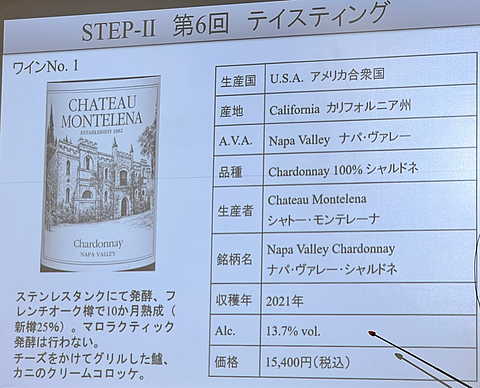 STEP-II 第6回 テイスティング
ワインNo. 1
CHATEAU
MONTELENA
ESTABLISHED 1882
Chardonnay
NAPA VALLEY
ステンレスタンクにて発酵、フ
レンチオーク樽で10か月熟成（
新樽25%）。マロラクティック
発酵は行わない。
チーズをかけてグリルした鱸、
カニのクリームコロッケ。
生産国 U.S.A. アメリカ合衆国
産地 California カリフォルニア州
A.V.A. Napa Valley ナパ・ヴァレー
品種 Chardonnay 100% シャルドネ
生産者 Chateau Montelena
シャトー・モンテレーナ
銘柄名 Napa Valley Chardonnay
ナパ・ヴァレー・シャルドネ
収穫年 2021年
Alc. 13.7% vol.
価格 15,400円（税込）